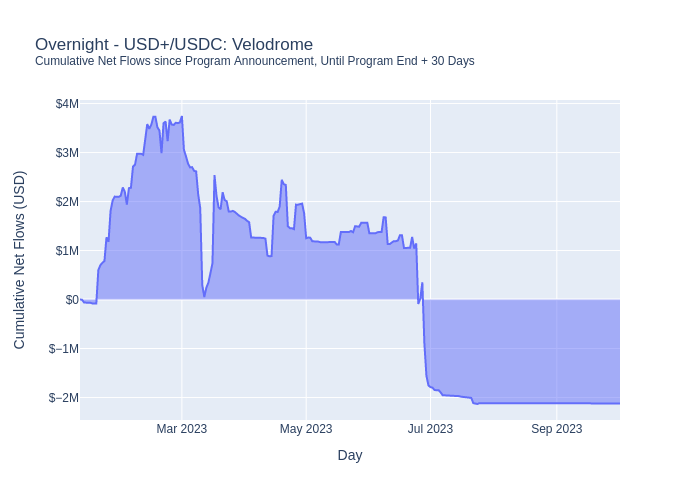 Overnight - USD+/USDC: Velodrome
Cumulative Net Flows since Program Announcement, Until Program End + 30 Days
Cumulative Net Flows (USD)
$4M
$3M
$2M
$1M
$0
$−1M
$−2M
Mar 2023
May 2023
Jul 2023
Sep 2023
Day